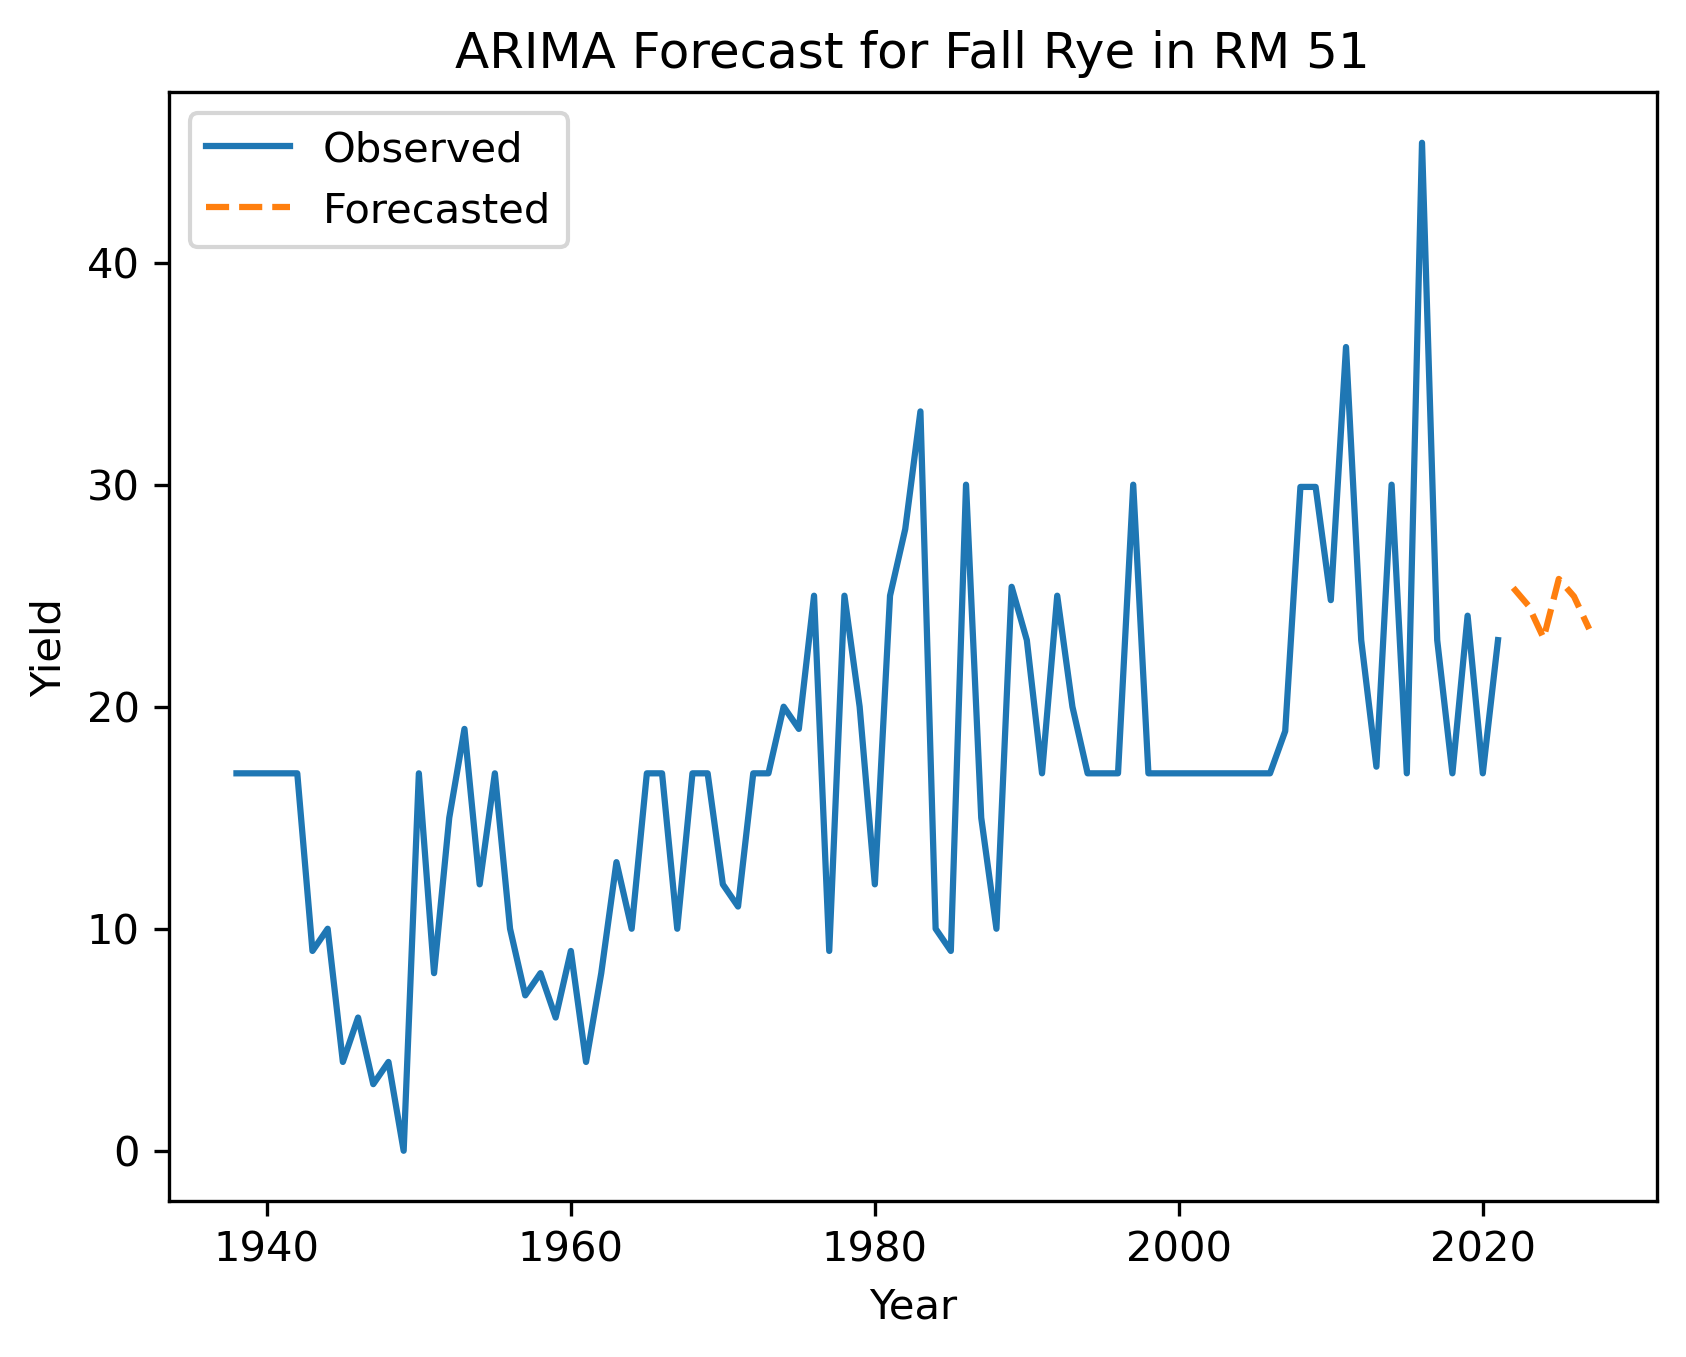 ARIMA Forecast for Fall Rye in RM 51
Observed
Forecasted
40
30
20
10
0
Yield
1940 1960 1980 2000 2020
Year